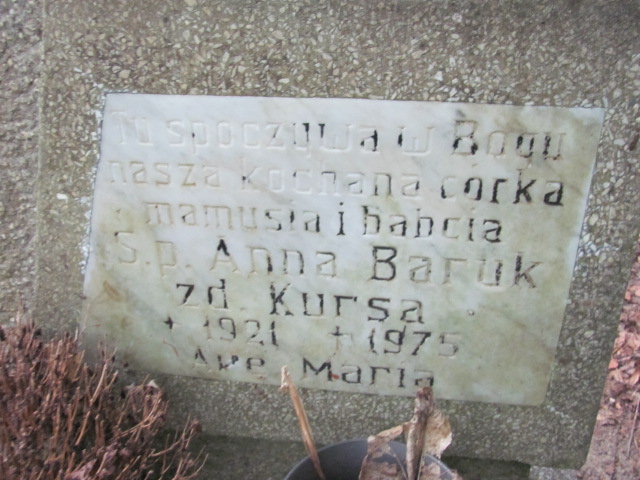 Tu spoczywa w Bogu
nasza kochana córka
mamusia i babcia
Ś.p. Anna Baruk
zd. Kursa
* 1921 † 1975
Ave Maria